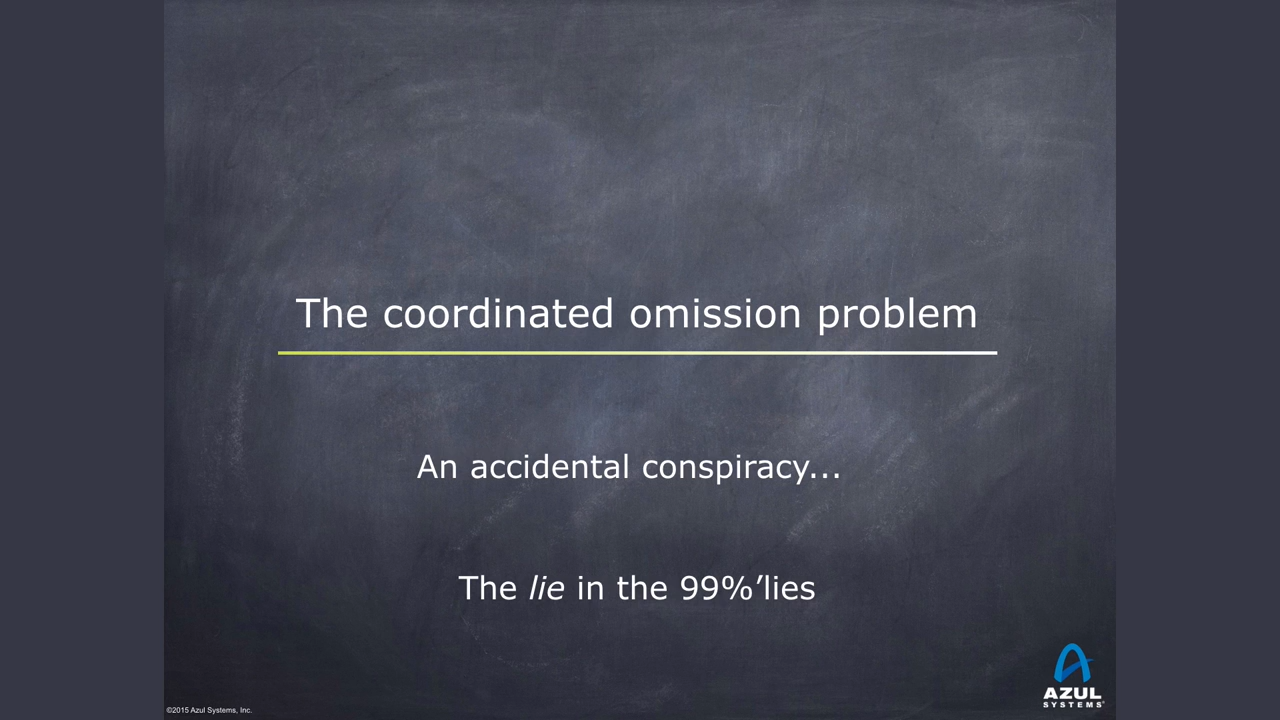 The coordinated omission problem
An accidental conspiracy...
The lie in the 99%’lies
AZUL
SYSTEMS®
©2015 Azul Systems, Inc.